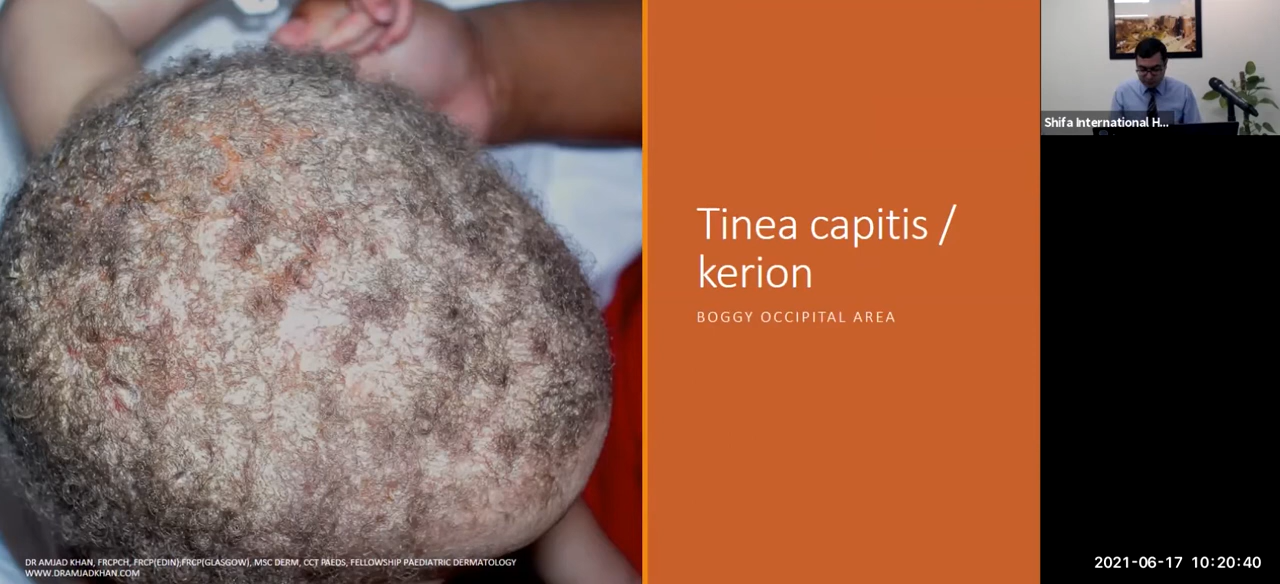 Tinea capitis /
kerion
BOGGY OCCIPITAL AREA
Shifa International H...
DR AMJAD KHAN, FRCPCH, FRCP(EDIN),FRCP(GLASGOW), MSC DERM, CCT PAEDS, FELLOWSHIP PAEDIATRIC DERMATOLOGY
WWW.DRAMJADKHAN.COM
2021-06-17 10:20:40